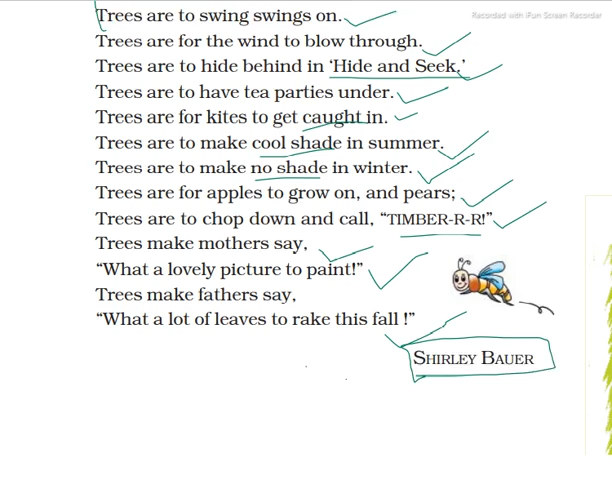 Recorded with iFun Screen Recorder
Trees are to swing swings on.
Trees are for the wind to blow through.
Trees are to hide behind in ‘Hide and Seek.’
Trees are to have tea parties under.
Trees are for kites to get caught in.
Trees are to make cool shade in summer.
Trees are to make no shade in winter.
Trees are for apples to grow on, and pears;
Trees are to chop down and call, “TIMBER-R-R!”
Trees make mothers say,
“What a lovely picture to paint!”
Trees make fathers say,
“What a lot of leaves to rake this fall !”
SHIRLEY BAUER